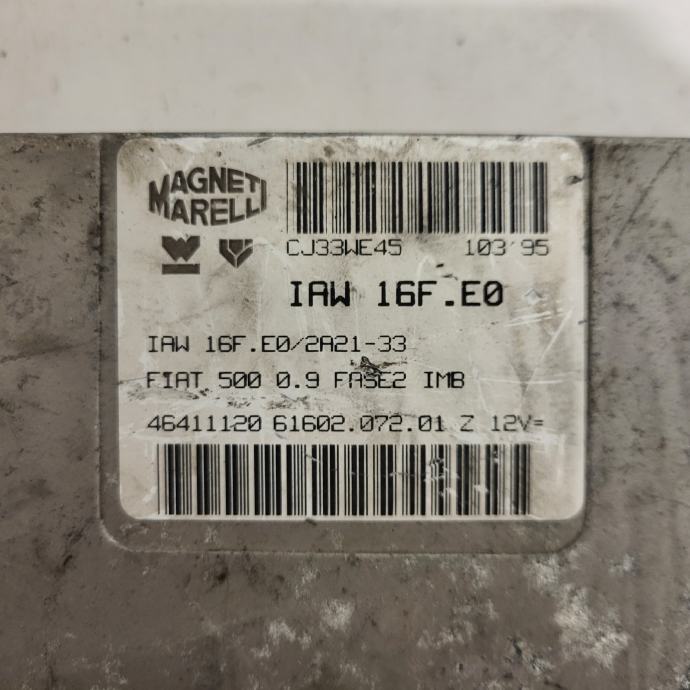 MAGNETI
MARELLI
CJ33WE45 103'95
IAW 16F.E0
IAW 16F.E0/2A21-33
FIAT 500 0.9 FASE2 IMB
46411120 61602.072.01 Z 12V=